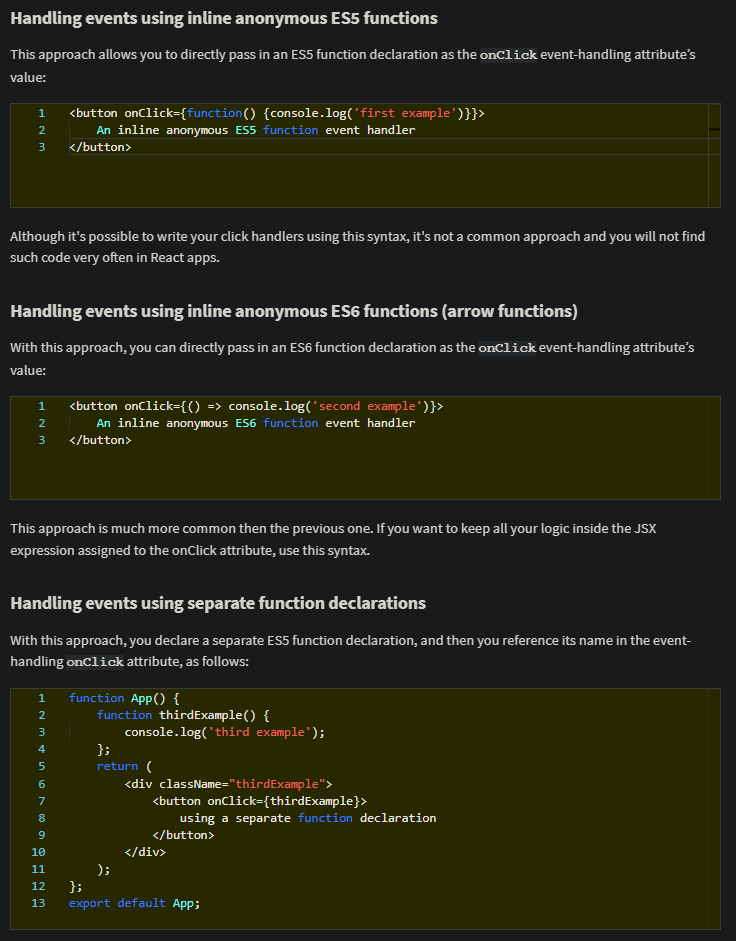 Handling events using inline anonymous ES5 functions
This approach allows you to directly pass in an ES5 function declaration as the onClick event-handling attribute’s
value:
1 <button onClick={function() {console.log('first example')}}>
2     An inline anonymous ES5 function event handler
3 </button>
Although it's possible to write your click handlers using this syntax, it's not a common approach and you will not find
such code very often in React apps.
Handling events using inline anonymous ES6 functions (arrow functions)
With this approach, you can directly pass in an ES6 function declaration as the onClick event-handling attribute’s
value:
1 <button onClick={() => console.log('second example')}>
2     An inline anonymous ES6 function event handler
3 </button>
This approach is much more common then the previous one. If you want to keep all your logic inside the JSX
expression assigned to the onClick attribute, use this syntax.
Handling events using separate function declarations
With this approach, you declare a separate ES5 function declaration, and then you reference its name in the event-
handling onClick attribute, as follows:
1 function App() {
2     function thirdExample() {
3         console.log('third example');
4     };
5     return (
6         <div className="thirdExample">
7             <button onClick={thirdExample}>
8                 using a separate function declaration
9             </button>
10         </div>
11     );
12 };
13 export default App;